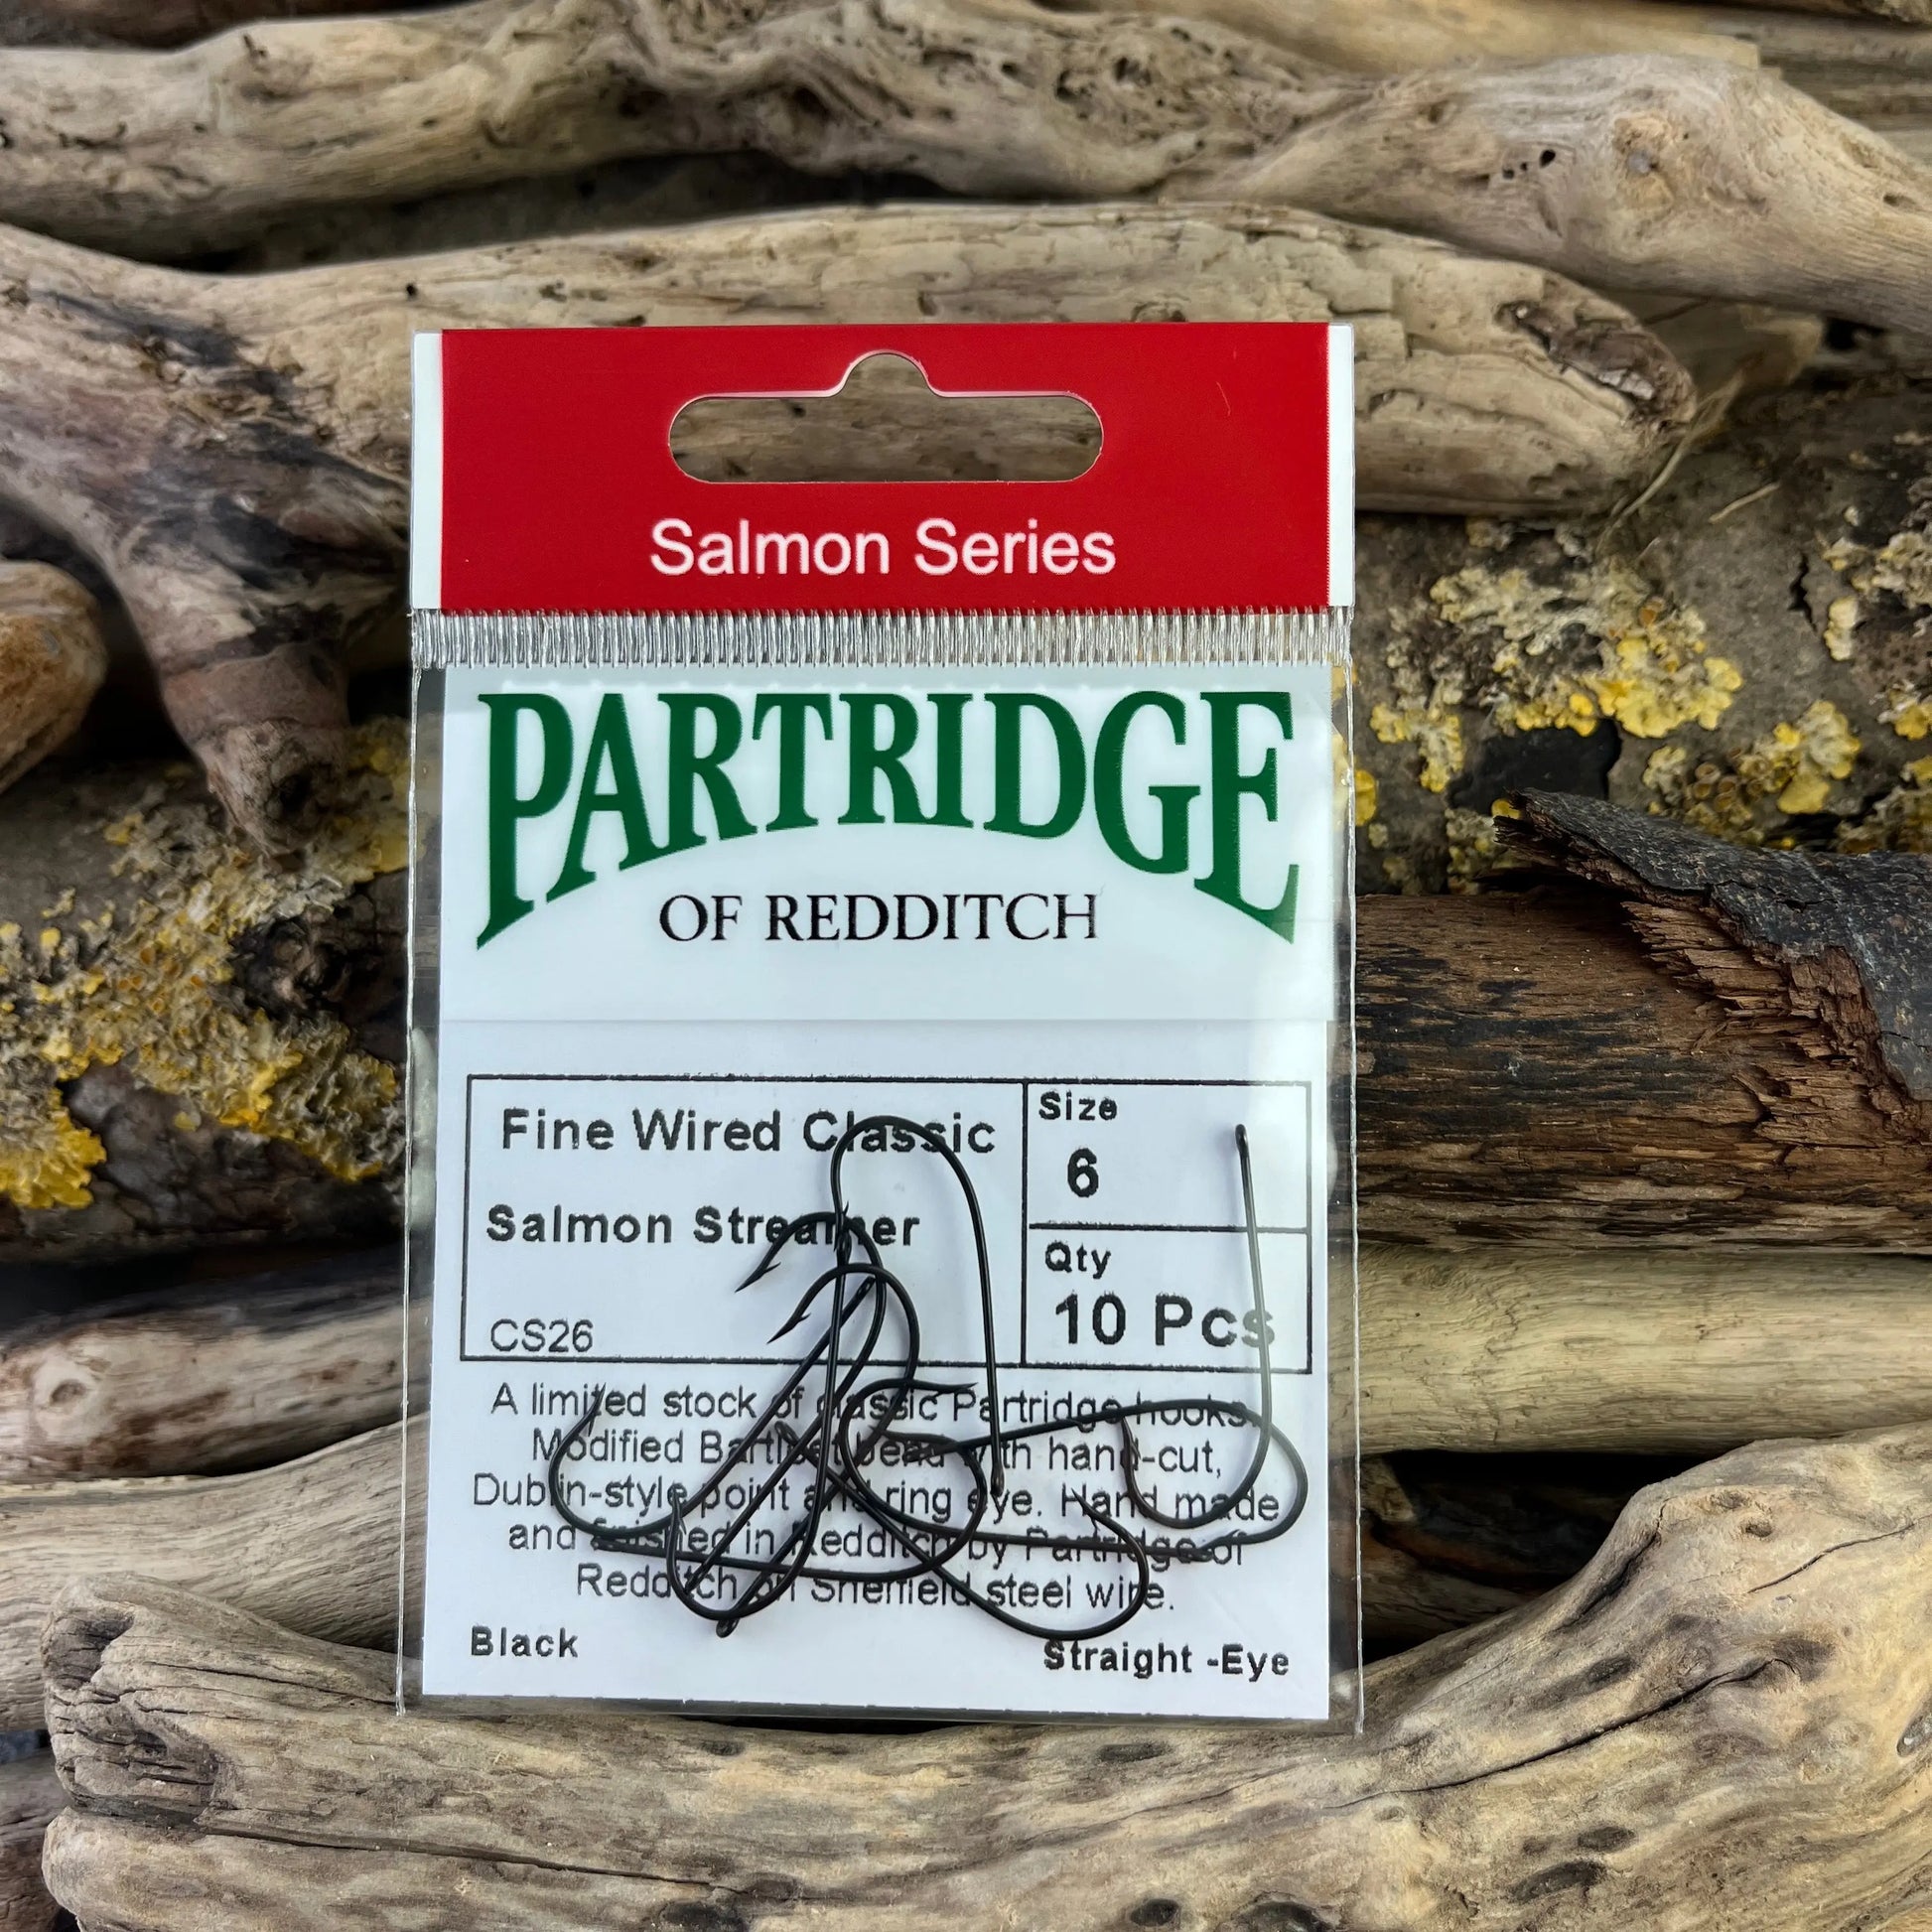 Salmon Series
PARTRIDGE
OF REDDITCH
Fine Wired Classic
Salmon Streamer
CS26
Size
6
Qty
10 Pcs
A limited stock of classic Partridge hooks.
Modified Bartleet bend with hand-cut,
Dublin-style point and ring eye. Hand made
and finished in Redditch by Partridge of
Redditch on Sheffield steel wire.
Black
Straight -Eye